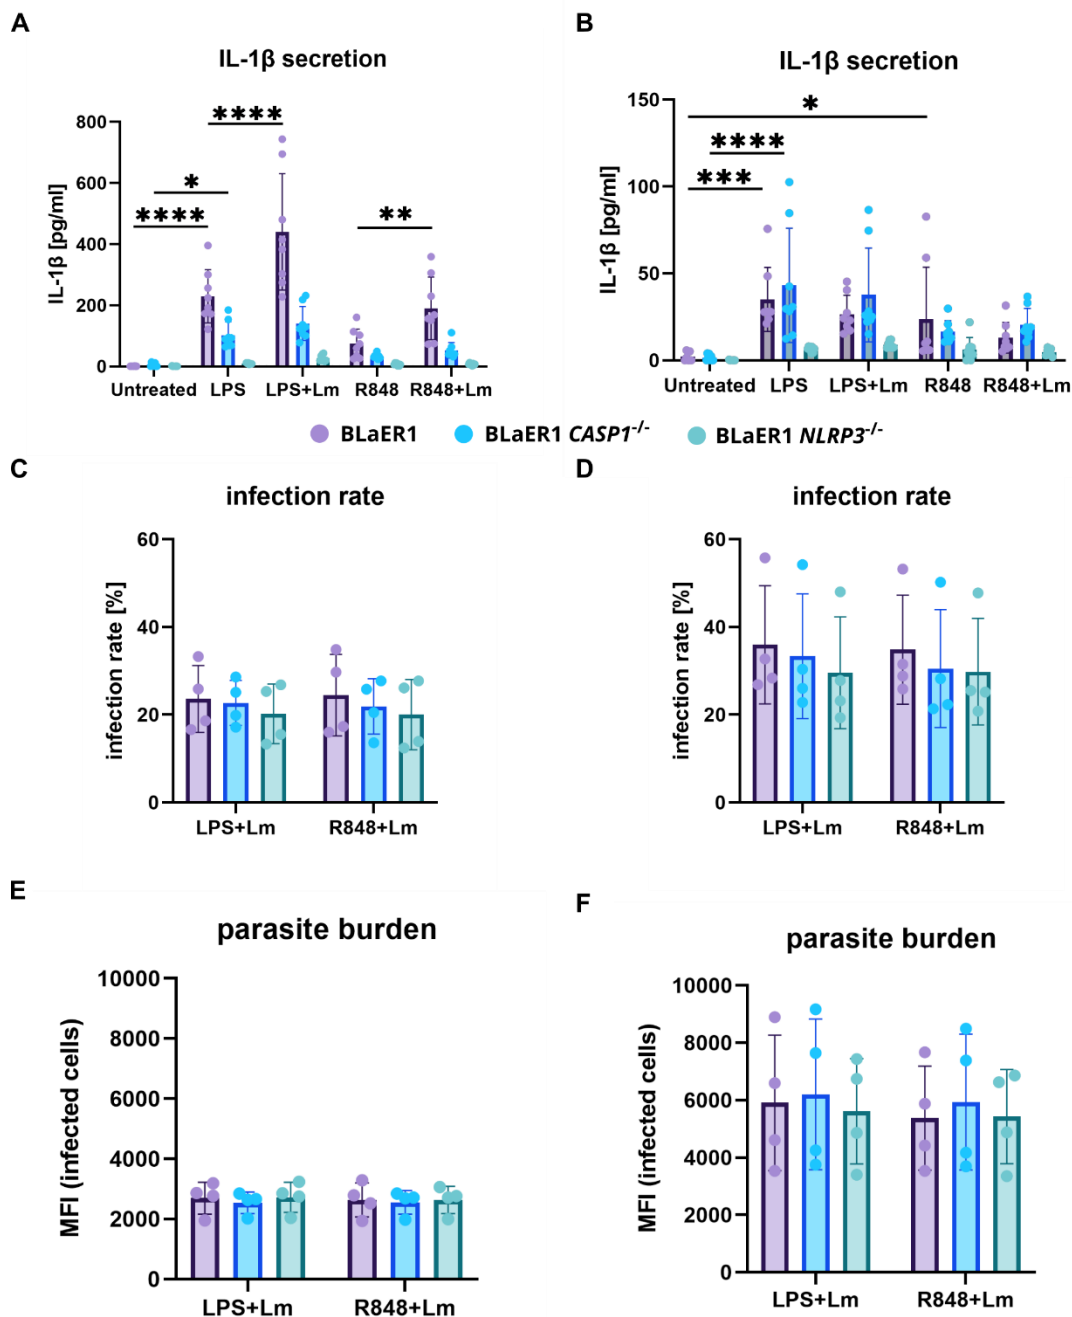 A
IL-1β secretion
IL-1β [pg/ml]
800
600
400
200
0
****
*
****
**
Untreated
LPS
LPS+Lm
R848
R848+Lm
B
IL-1β secretion
IL-1β [pg/ml]
150
100
50
0
*
****
***
Untreated
LPS
LPS+Lm
R848
R848+Lm
BLaER1
BLaER1 CASP1-/-
BLaER1 NLRP3-/-
C
infection rate
infection rate [%]
60
40
20
0
LPS+Lm
R848+Lm
D
infection rate
infection rate [%]
60
40
20
0
LPS+Lm
R848+Lm
E
parasite burden
MFI (infected cells)
10000
8000
6000
4000
2000
0
LPS+Lm
R848+Lm
F
parasite burden
MFI (infected cells)
10000
8000
6000
4000
2000
0
LPS+Lm
R848+Lm